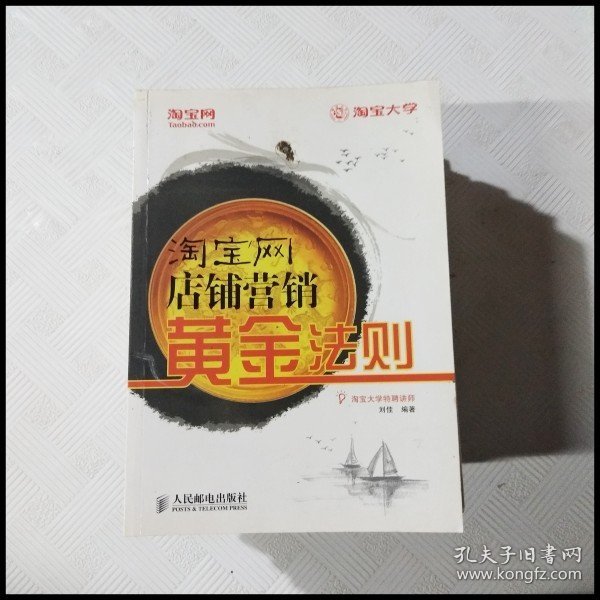 淘宝网
Taobao.com
淘宝大学
淘宝网
店铺营销
黄金法则
淘宝大学特聘讲师
刘佳 编著
人民邮电出版社
POSTS & TELECOM PRESS
孔夫子旧书网
www.kongfz.com